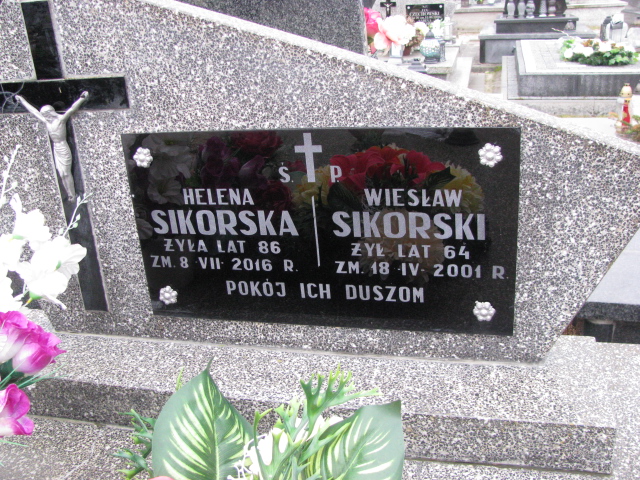 Ś. P.
HELENA
SIKORSKA
ŻYŁA LAT 86
ZM. 8 VII 2016 R.
WIESŁAW
SIKORSKI
ŻYŁ LAT 64
ZM. 18 IV. 2001 R
POKÓJ ICH DUSZOM